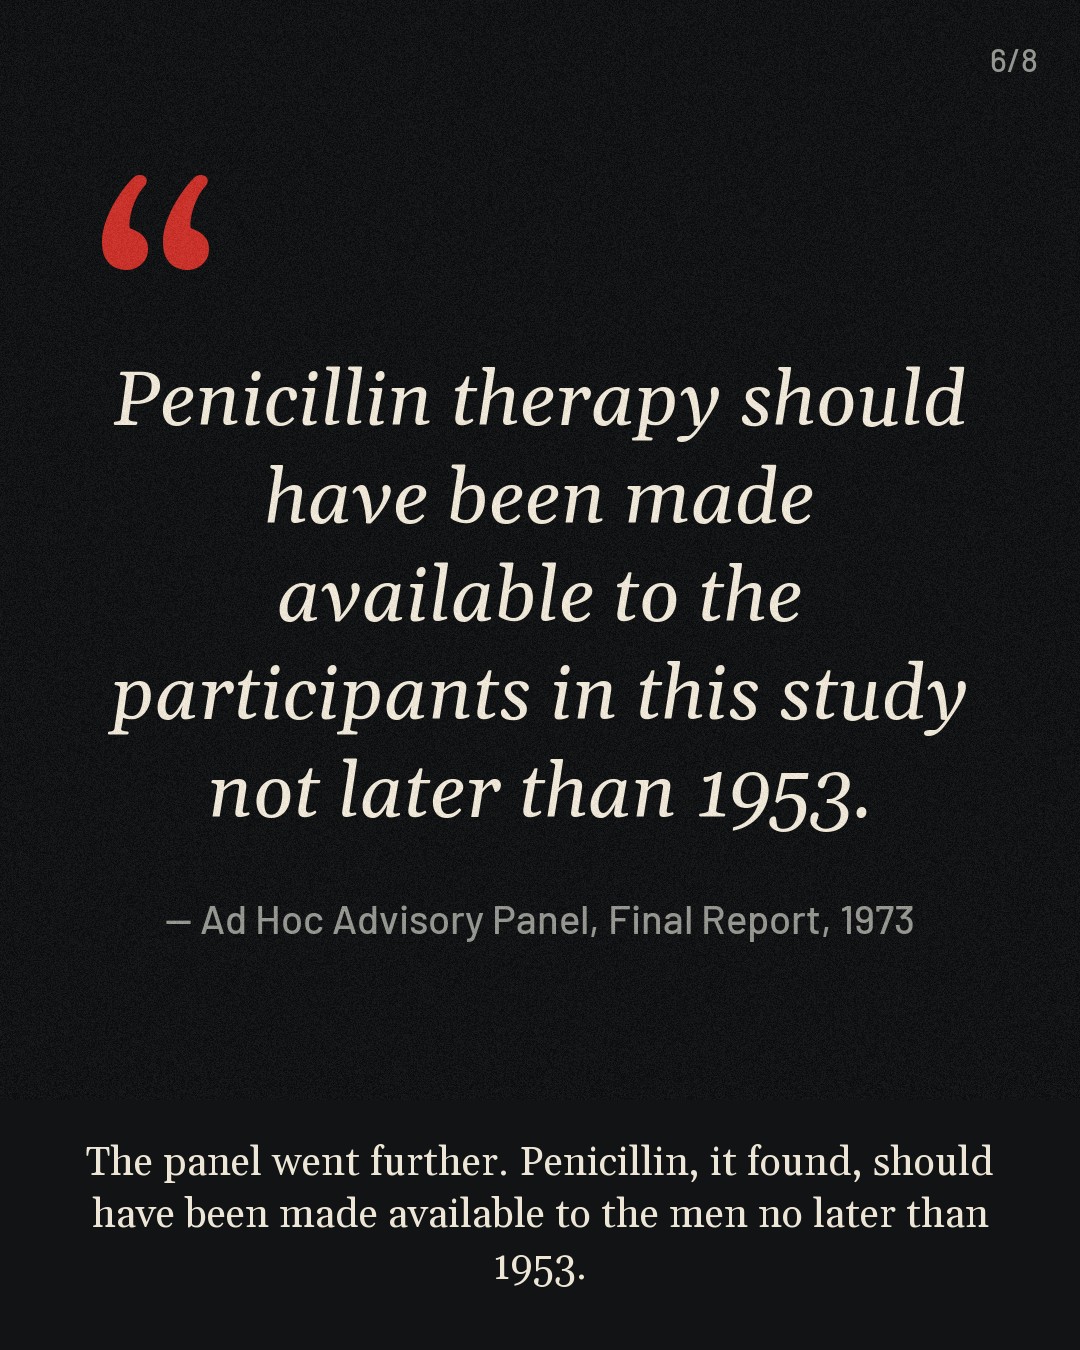 6/8
“
Penicillin therapy should
have been made
available to the
participants in this study
not later than 1953.
— Ad Hoc Advisory Panel, Final Report, 1973
The panel went further. Penicillin, it found, should
have been made available to the men no later than
1953.